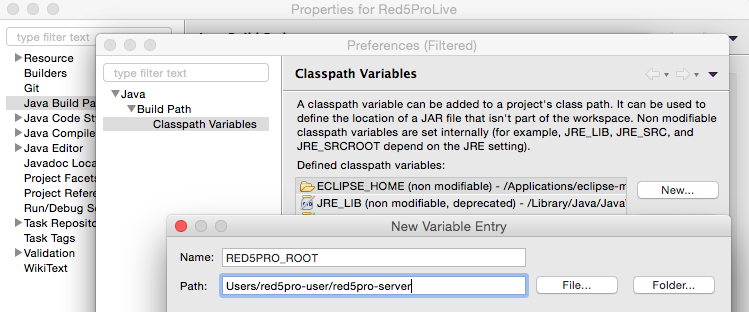 Properties for Red5ProLive
type filter text
Resource
Builders
Git
Java Build Pa
Java Code Sty
Java Compile
Java Editor
Javadoc Loca
Project Facets
Project Refere
Run/Debug Se
Task Reposito
Task Tags
Validation
WikiText
Preferences (Filtered)
type filter text
Java
Build Path
Classpath Variables
Classpath Variables
A classpath variable can be added to a project's class path. It can be used to
define the location of a JAR file that isn't part of the workspace. Non modifiable
classpath variables are set internally (for example, JRE_LIB, JRE_SRC, and
JRE_SRCROOT depend on the JRE setting).
Defined classpath variables:
ECLIPSE_HOME (non modifiable) - /Applications/eclipse-m
JRE_LIB (non modifiable, deprecated) - /Library/Java/Java
New...
New Variable Entry
Name: RED5PRO_ROOT
Path: Users/red5pro-user/red5pro-server
File...
Folder...